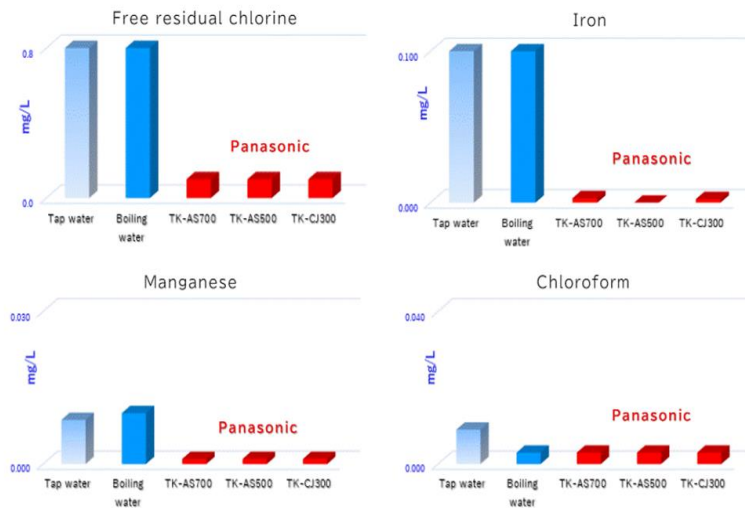 Free residual chlorine
0.8
mg/L
Panasonic
0.0
Tap water
Boiling
water
TK-AS700
TK-AS500
TK-CJ300
Iron
0.100
mg/L
Panasonic
0.000
Tap water
Boiling
water
TK-AS700
TK-AS500
TK-CJ300
Manganese
0.030
mg/L
Panasonic
0.000
Tap water
Boiling
water
TK-AS700
TK-AS500
TK-CJ300
Chloroform
0.040
mg/L
Panasonic
0.000
Tap water
Boiling
water
TK-AS700
TK-AS500
TK-CJ300